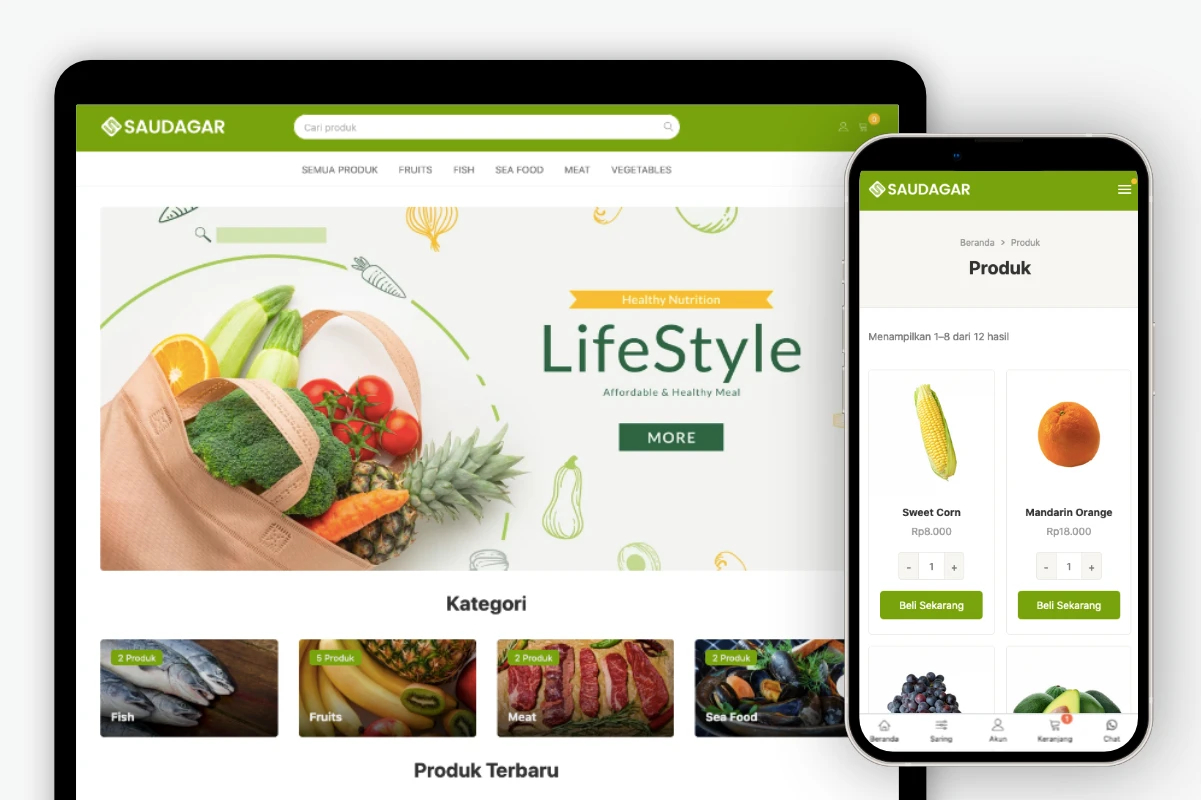 SAUDAGAR
Cari produk
0
SEMUA PRODUK FRUITS FISH SEA FOOD MEAT VEGETABLES
Healthy Nutrition
LifeStyle
Affordable & Healthy Meal
MORE
Kategori
2 Produk
Fish
5 Produk
Fruits
2 Produk
Meat
2 Produk
Sea Food
Produk Terbaru
SAUDAGAR
Beranda > Produk
Produk
Menampilkan 1–8 dari 12 hasil
Sweet Corn
Rp8.000
- 1 +
Beli Sekarang
Mandarin Orange
Rp18.000
- 1 +
Beli Sekarang
1
Beranda Saring Akun Keranjang Chat